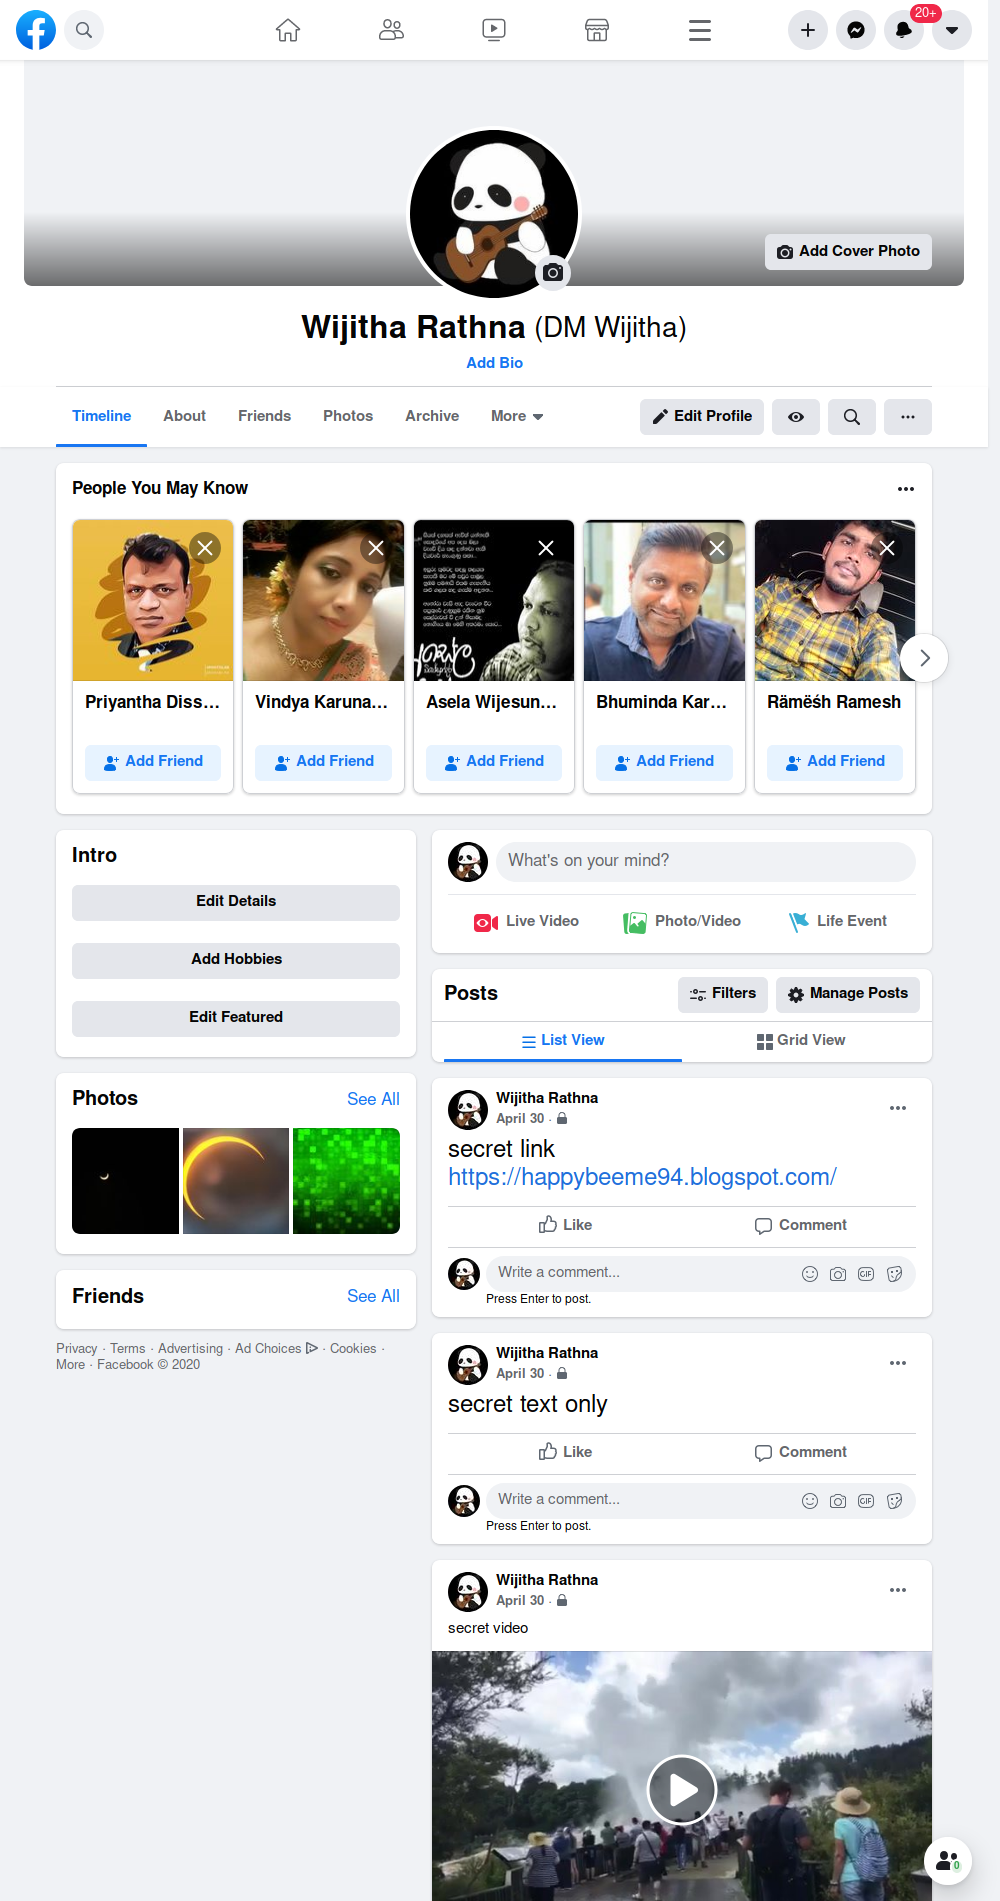 20+
Add Cover Photo
Wijitha Rathna (DM Wijitha)
Add Bio
Timeline
About
Friends
Photos
Archive
More
Edit Profile
People You May Know
Priyantha Diss...
Vindya Karuna...
Asela Wijesun...
Bhuminda Kar...
Rämëśh Ramesh
Add Friend
Add Friend
Add Friend
Add Friend
Add Friend
Intro
Edit Details
Add Hobbies
Edit Featured
Photos
See All
Friends
See All
Privacy · Terms · Advertising · Ad Choices · Cookies ·
More · Facebook © 2020
What's on your mind?
Live Video
Photo/Video
Life Event
Posts
Filters
Manage Posts
List View
Grid View
Wijitha Rathna
April 30 ·
secret link
https://happybeeme94.blogspot.com/
Like
Comment
Write a comment...
GIF
Press Enter to post.
Wijitha Rathna
April 30 ·
secret text only
Like
Comment
Write a comment...
GIF
Press Enter to post.
Wijitha Rathna
April 30 ·
secret video
0